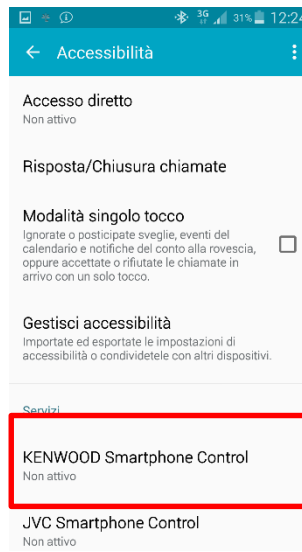 3G 31% 12:24
Accessibilità
Accesso diretto
Non attivo
Risposta/Chiusura chiamate
Modalità singolo tocco
Ignorate o posticipate sveglie, eventi del
calendario e notifiche del conto alla rovescia,
oppure accettate o rifiutate le chiamate in
arrivo con un solo tocco.
Gestisci accessibilità
Importate ed esportate le impostazioni di
accessibilità o condividetele con altri dispositivi.
Servizi
KENWOOD Smartphone Control
Non attivo
JVC Smartphone Control
Non attivo